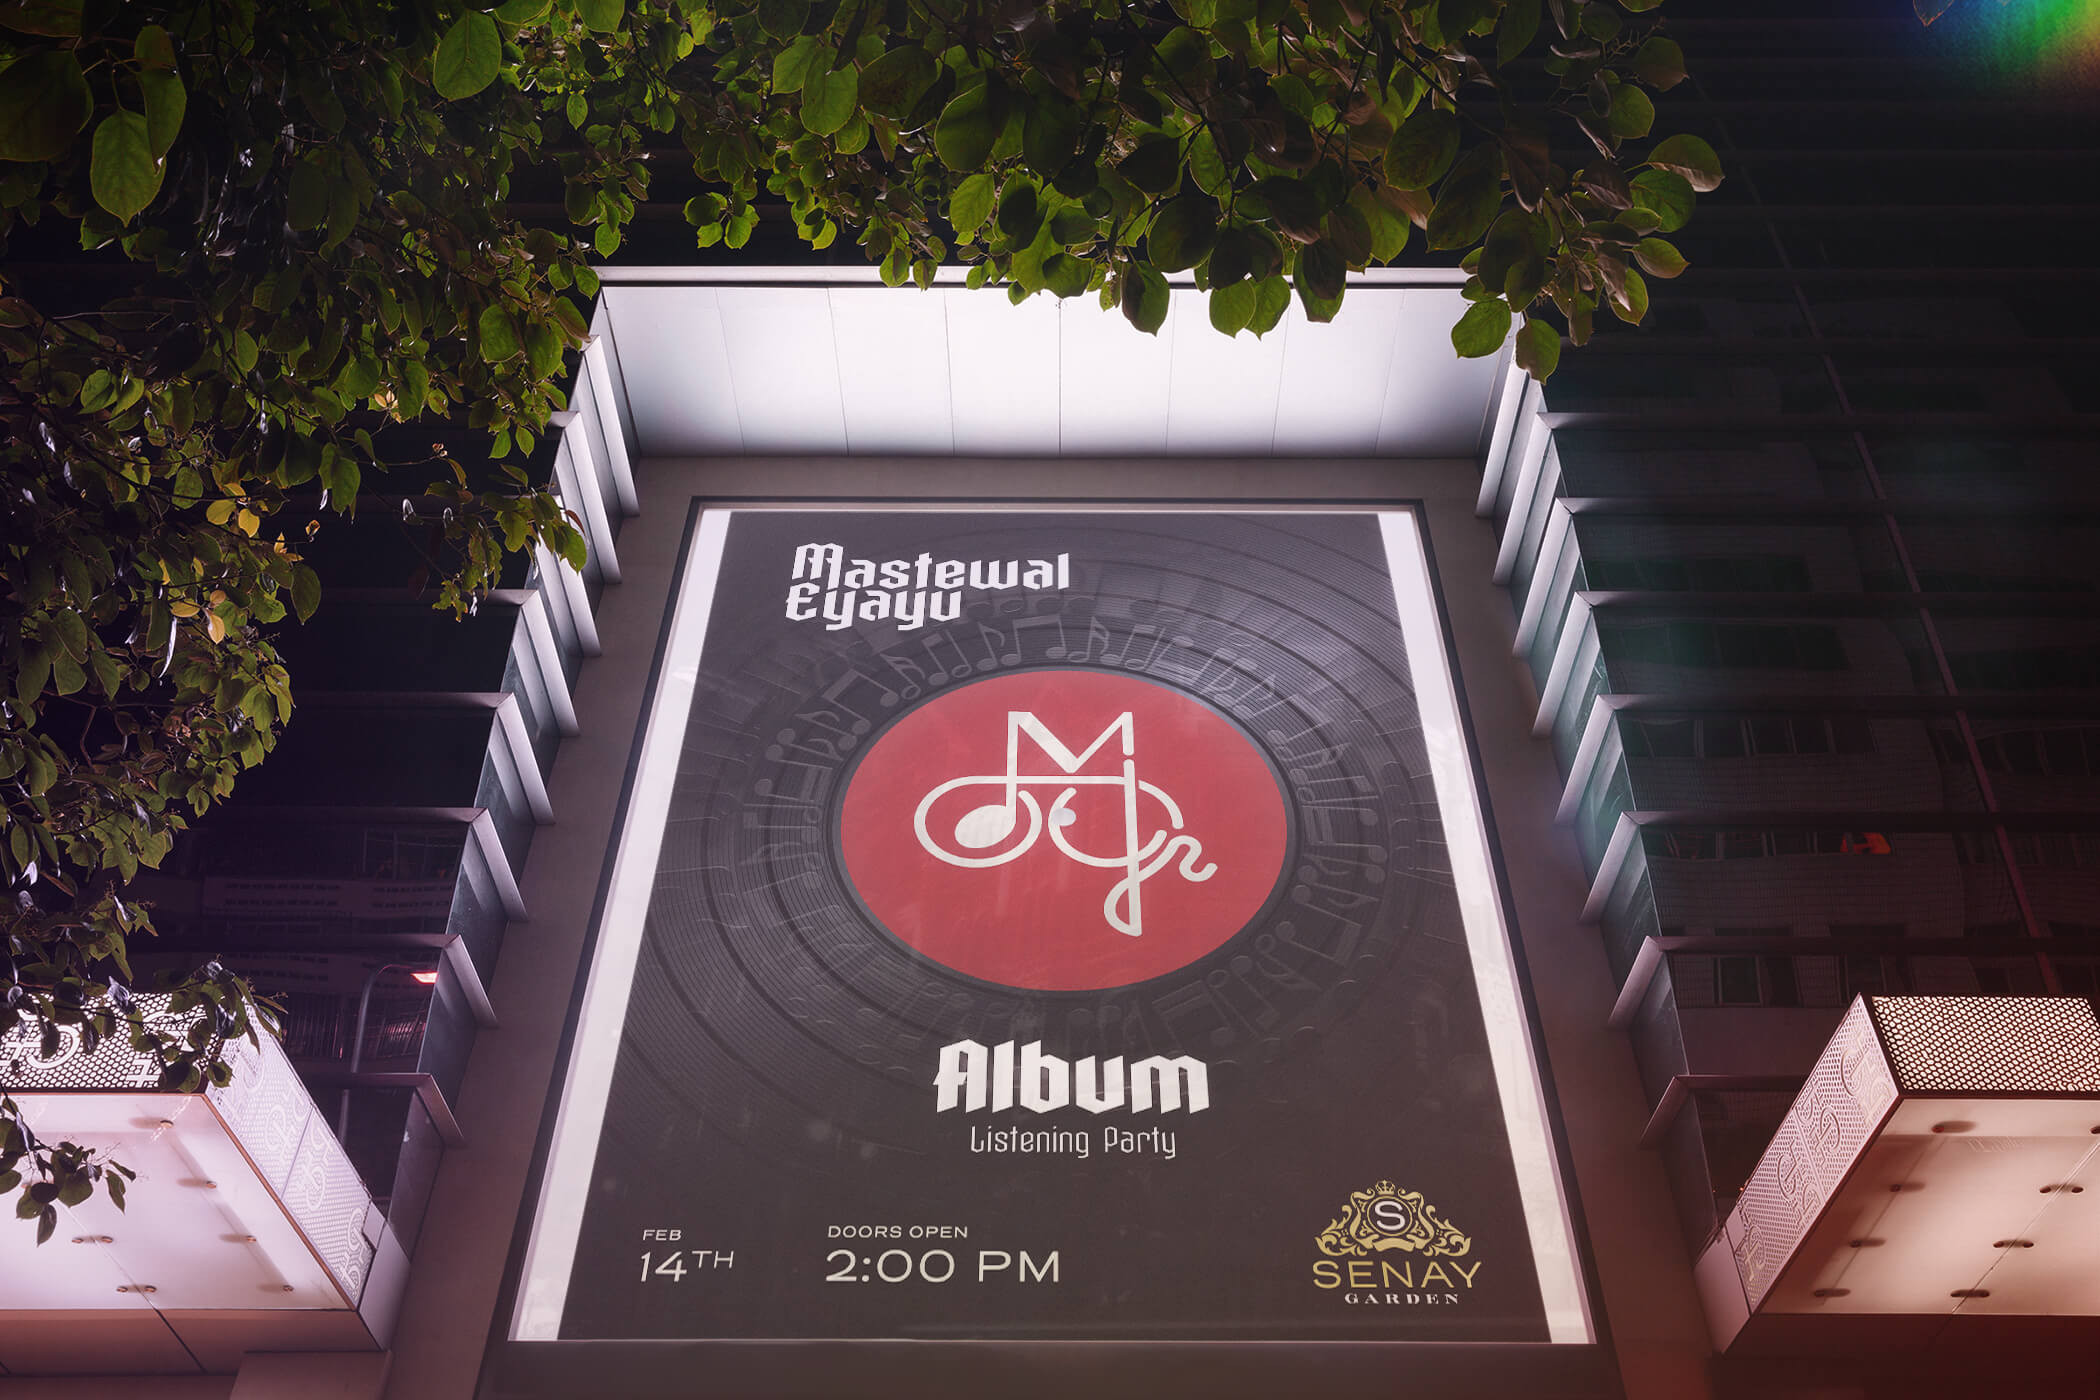 Mastewal
Eyayu
Album
Listening Party
FEB
14TH
DOORS OPEN
2:00 PM
S
SENAY
GARDEN